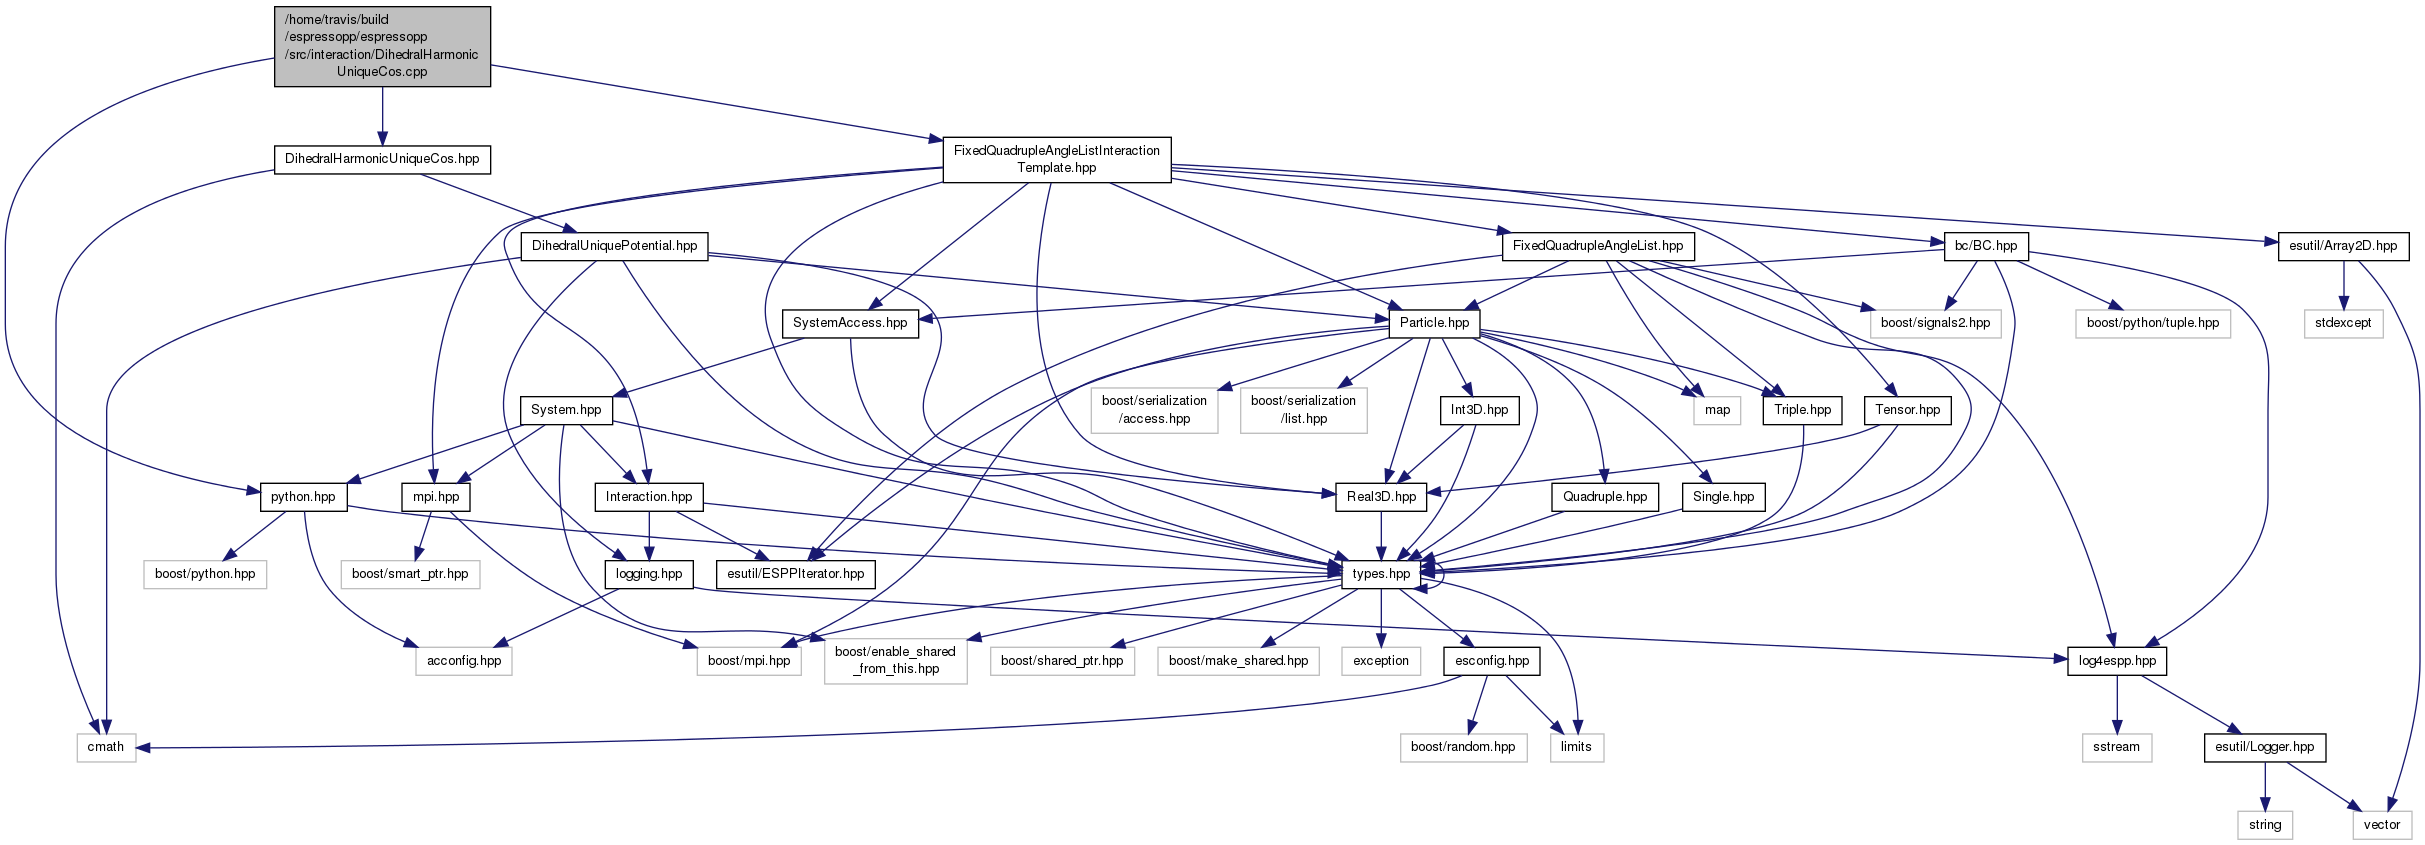 /home/travis/build
/espressopp/espressopp
/src/interaction/DihedralHarmonic
UniqueCos.cpp
DihedralHarmonicUniqueCos.hpp
FixedQuadrupleAngleListInteraction
Template.hpp
DihedralUniquePotential.hpp
FixedQuadrupleAngleList.hpp
bc/BC.hpp
esutil/Array2D.hpp
SystemAccess.hpp
Particle.hpp
boost/signals2.hpp
boost/python/tuple.hpp
stdexcept
System.hpp
boost/serialization
/access.hpp
boost/serialization
/list.hpp
Int3D.hpp
map
Triple.hpp
Tensor.hpp
python.hpp
mpi.hpp
Interaction.hpp
Real3D.hpp
Quadruple.hpp
Single.hpp
boost/python.hpp
boost/smart_ptr.hpp
logging.hpp
esutil/ESPPIterator.hpp
types.hpp
acconfig.hpp
boost/mpi.hpp
boost/enable_shared
_from_this.hpp
boost/shared_ptr.hpp
boost/make_shared.hpp
exception
esconfig.hpp
log4espp.hpp
cmath
boost/random.hpp
limits
sstream
esutil/Logger.hpp
string
vector